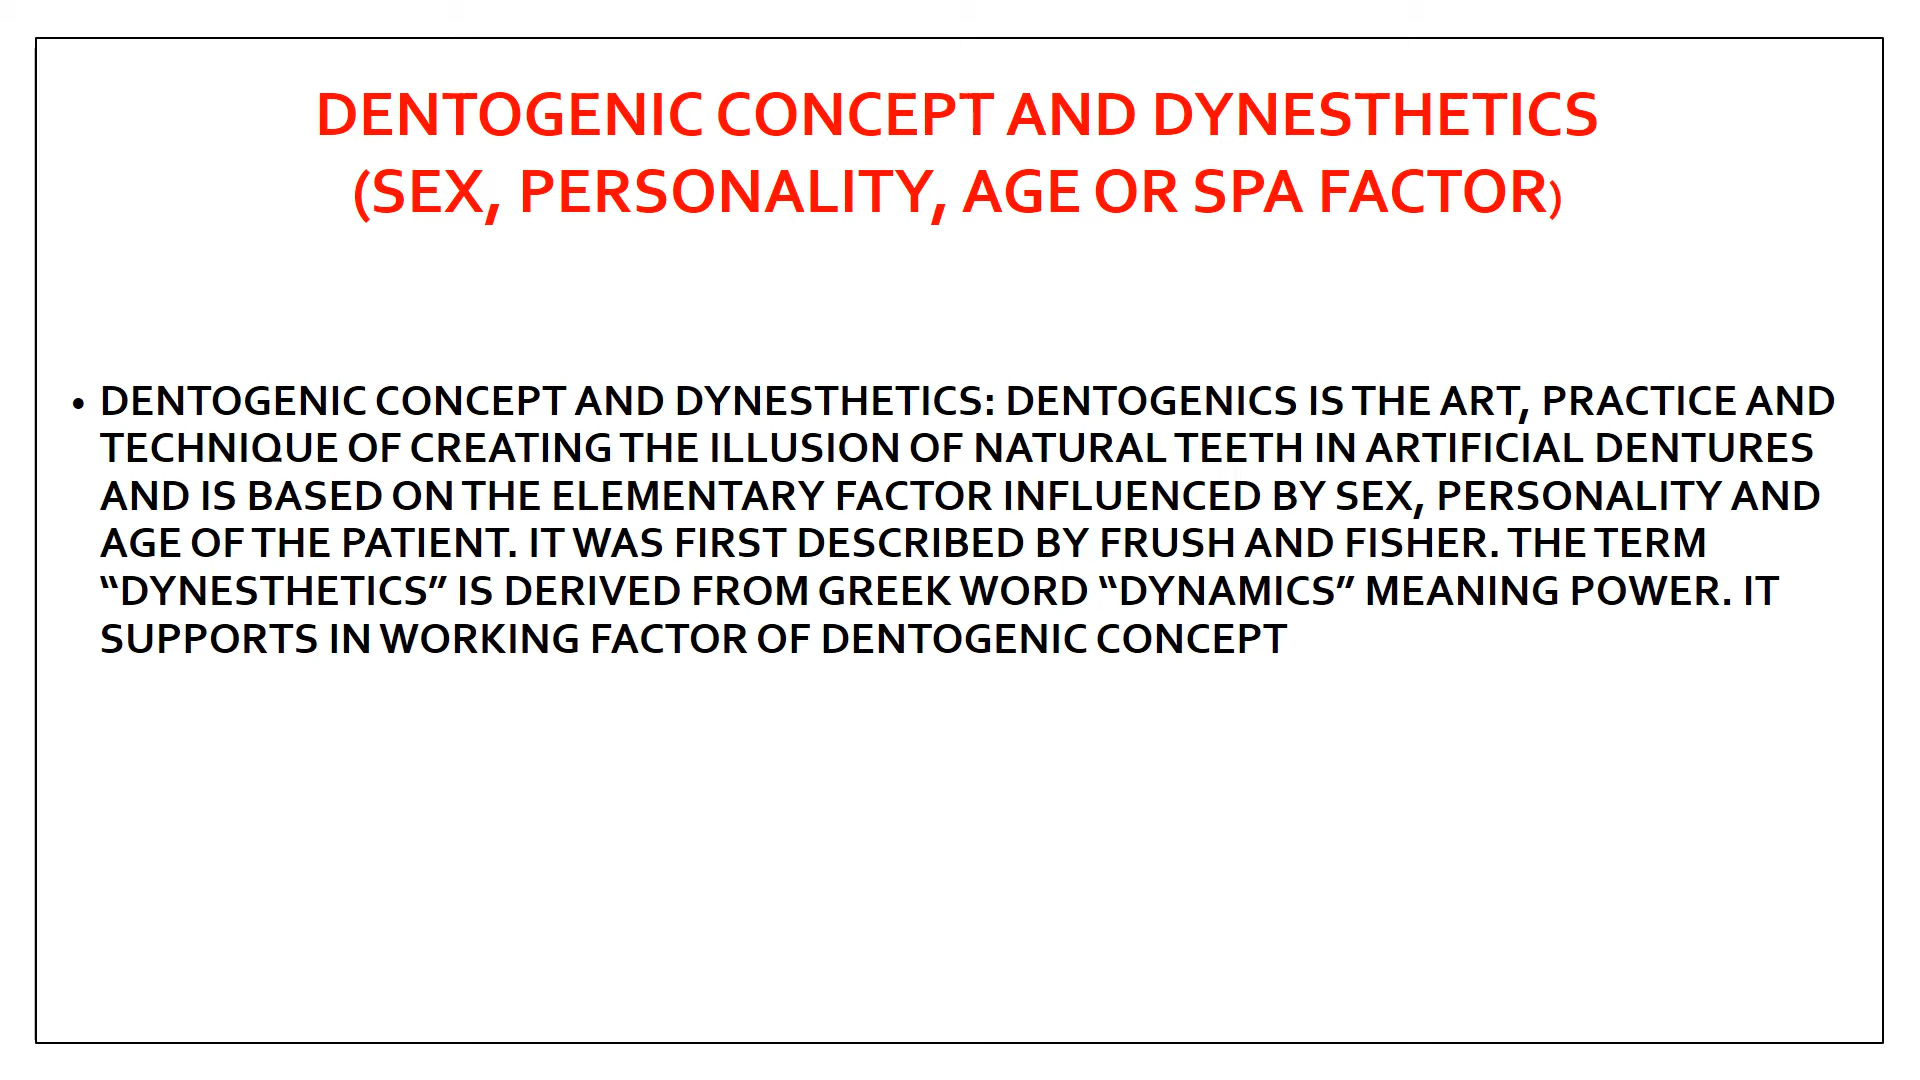 DENTOGENIC CONCEPT AND DYNESTHETICS
(SEX, PERSONALITY, AGE OR SPA FACTOR)
• DENTOGENIC CONCEPT AND DYNESTHETICS: DENTOGENICS IS THE ART, PRACTICE AND
TECHNIQUE OF CREATING THE ILLUSION OF NATURAL TEETH IN ARTIFICIAL DENTURES
AND IS BASED ON THE ELEMENTARY FACTOR INFLUENCED BY SEX, PERSONALITY AND
AGE OF THE PATIENT. IT WAS FIRST DESCRIBED BY FRUSH AND FISHER. THE TERM
“DYNESTHETICS” IS DERIVED FROM GREEK WORD “DYNAMICS” MEANING POWER. IT
SUPPORTS IN WORKING FACTOR OF DENTOGENIC CONCEPT